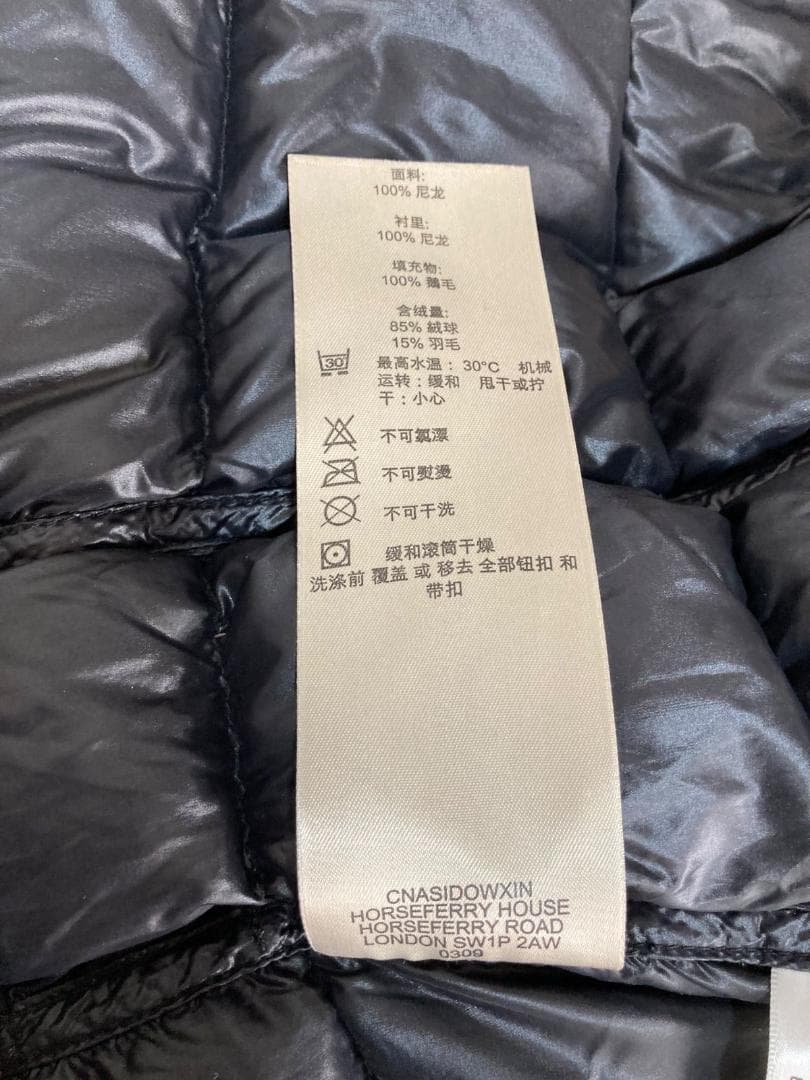 面料:
100% 尼龙
衬里:
100% 尼龙
填充物:
100% 鵝毛
含绒量:
85% 絨球
15% 羽毛
30°
最高水温：30°C 机械
运转：缓和 甩干或拧
干：小心
不可氯漂
不可熨烫
不可干洗
缓和滚筒干燥
洗涤前 覆盖 或 移去 全部钮扣 和
带扣
CNASIDOWXIN
HORSEFERRY HOUSE
HORSEFERRY ROAD
LONDON SW1P 2AW
0309